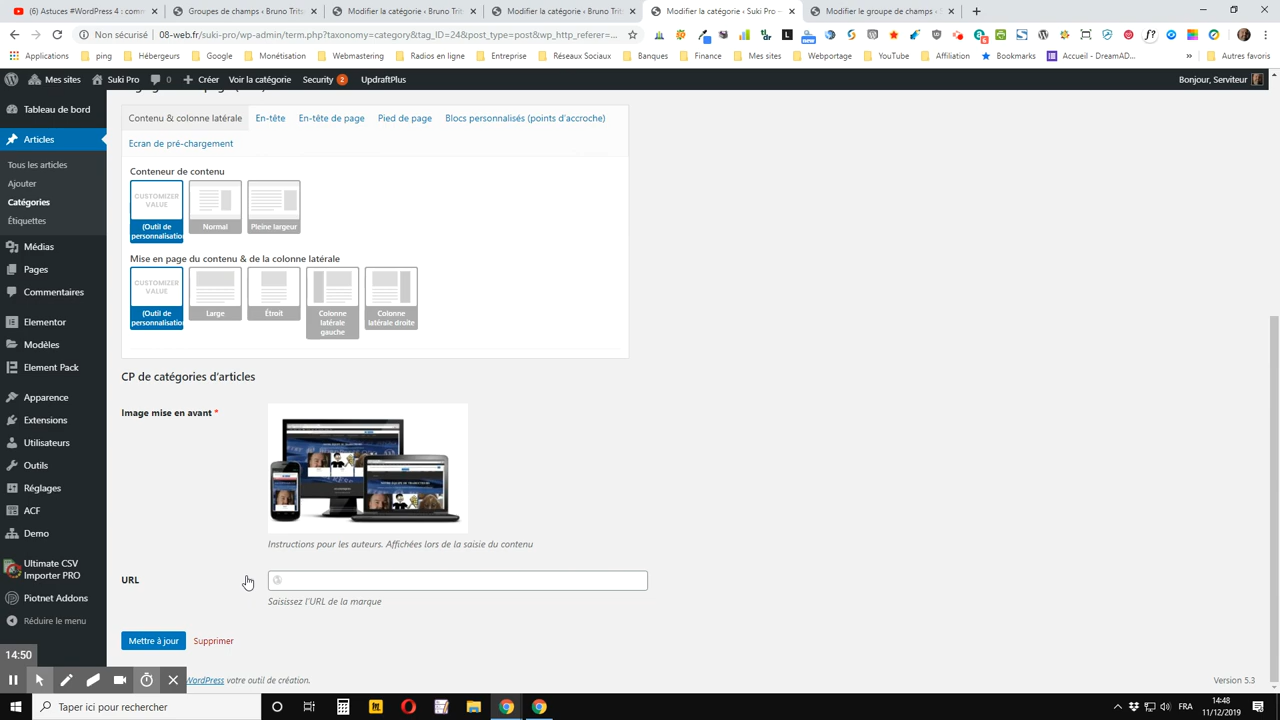 (6) Astuces #WordPress 4 : com
Groupes de champs ‹ Bruno Trit
Modifier la catégorie ‹ Bruno Trit
Modifier la catégorie ‹ Bruno Trit
Modifier la catégorie ‹ Suki Pro –
Modifier le groupe de champs ‹
Non sécurisé | 08-web.fr/suki-pro/wp-admin/term.php?taxonomy=category&tag_ID=24&post_type=post&wp_http_referer=...
Applications ping Hébergeurs Google Monétisation Webmastering Radios en ligne Entreprise Réseaux Sociaux Banques Finance Mes sites Webportage YouTube Affiliation Bookmarks Accueil - DreamAD... » Autres favoris
Mes sites Suki Pro 0 Créer Voir la catégorie Security 2 UpdraftPlus Bonjour, Serviteur
Tableau de bord
Articles
Tous les articles
Ajouter
Catégories
Étiquettes
Médias
Pages
Commentaires
Elementor
Modèles
Element Pack
Apparence
Extensions
Utilisateurs
Outils
Réglages
ACF
Demo
Ultimate CSV
Importer PRO
Piotnet Addons
Réduire le menu
Contenu & colonne latérale En-tête En-tête de page Pied de page Blocs personnalisés (points d'accroche)
Ecran de pré-chargement
Conteneur de contenu
CUSTOMIZER
VALUE
(Outil de
personnalisatio
Normal
Pleine largeur
Mise en page du contenu & de la colonne latérale
CUSTOMIZER
VALUE
(Outil de
personnalisatio
Large
Étroit
Colonne
latérale
gauche
Colonne
latérale droite
CP de catégories d'articles
Image mise en avant *
Instructions pour les auteurs. Affichées lors de la saisie du contenu
URL
Saisissez l'URL de la marque
Mettre à jour Supprimer
14:50
WordPress votre outil de création.
Version 5.3
Taper ici pour rechercher
FRA
14:48
11/12/2019